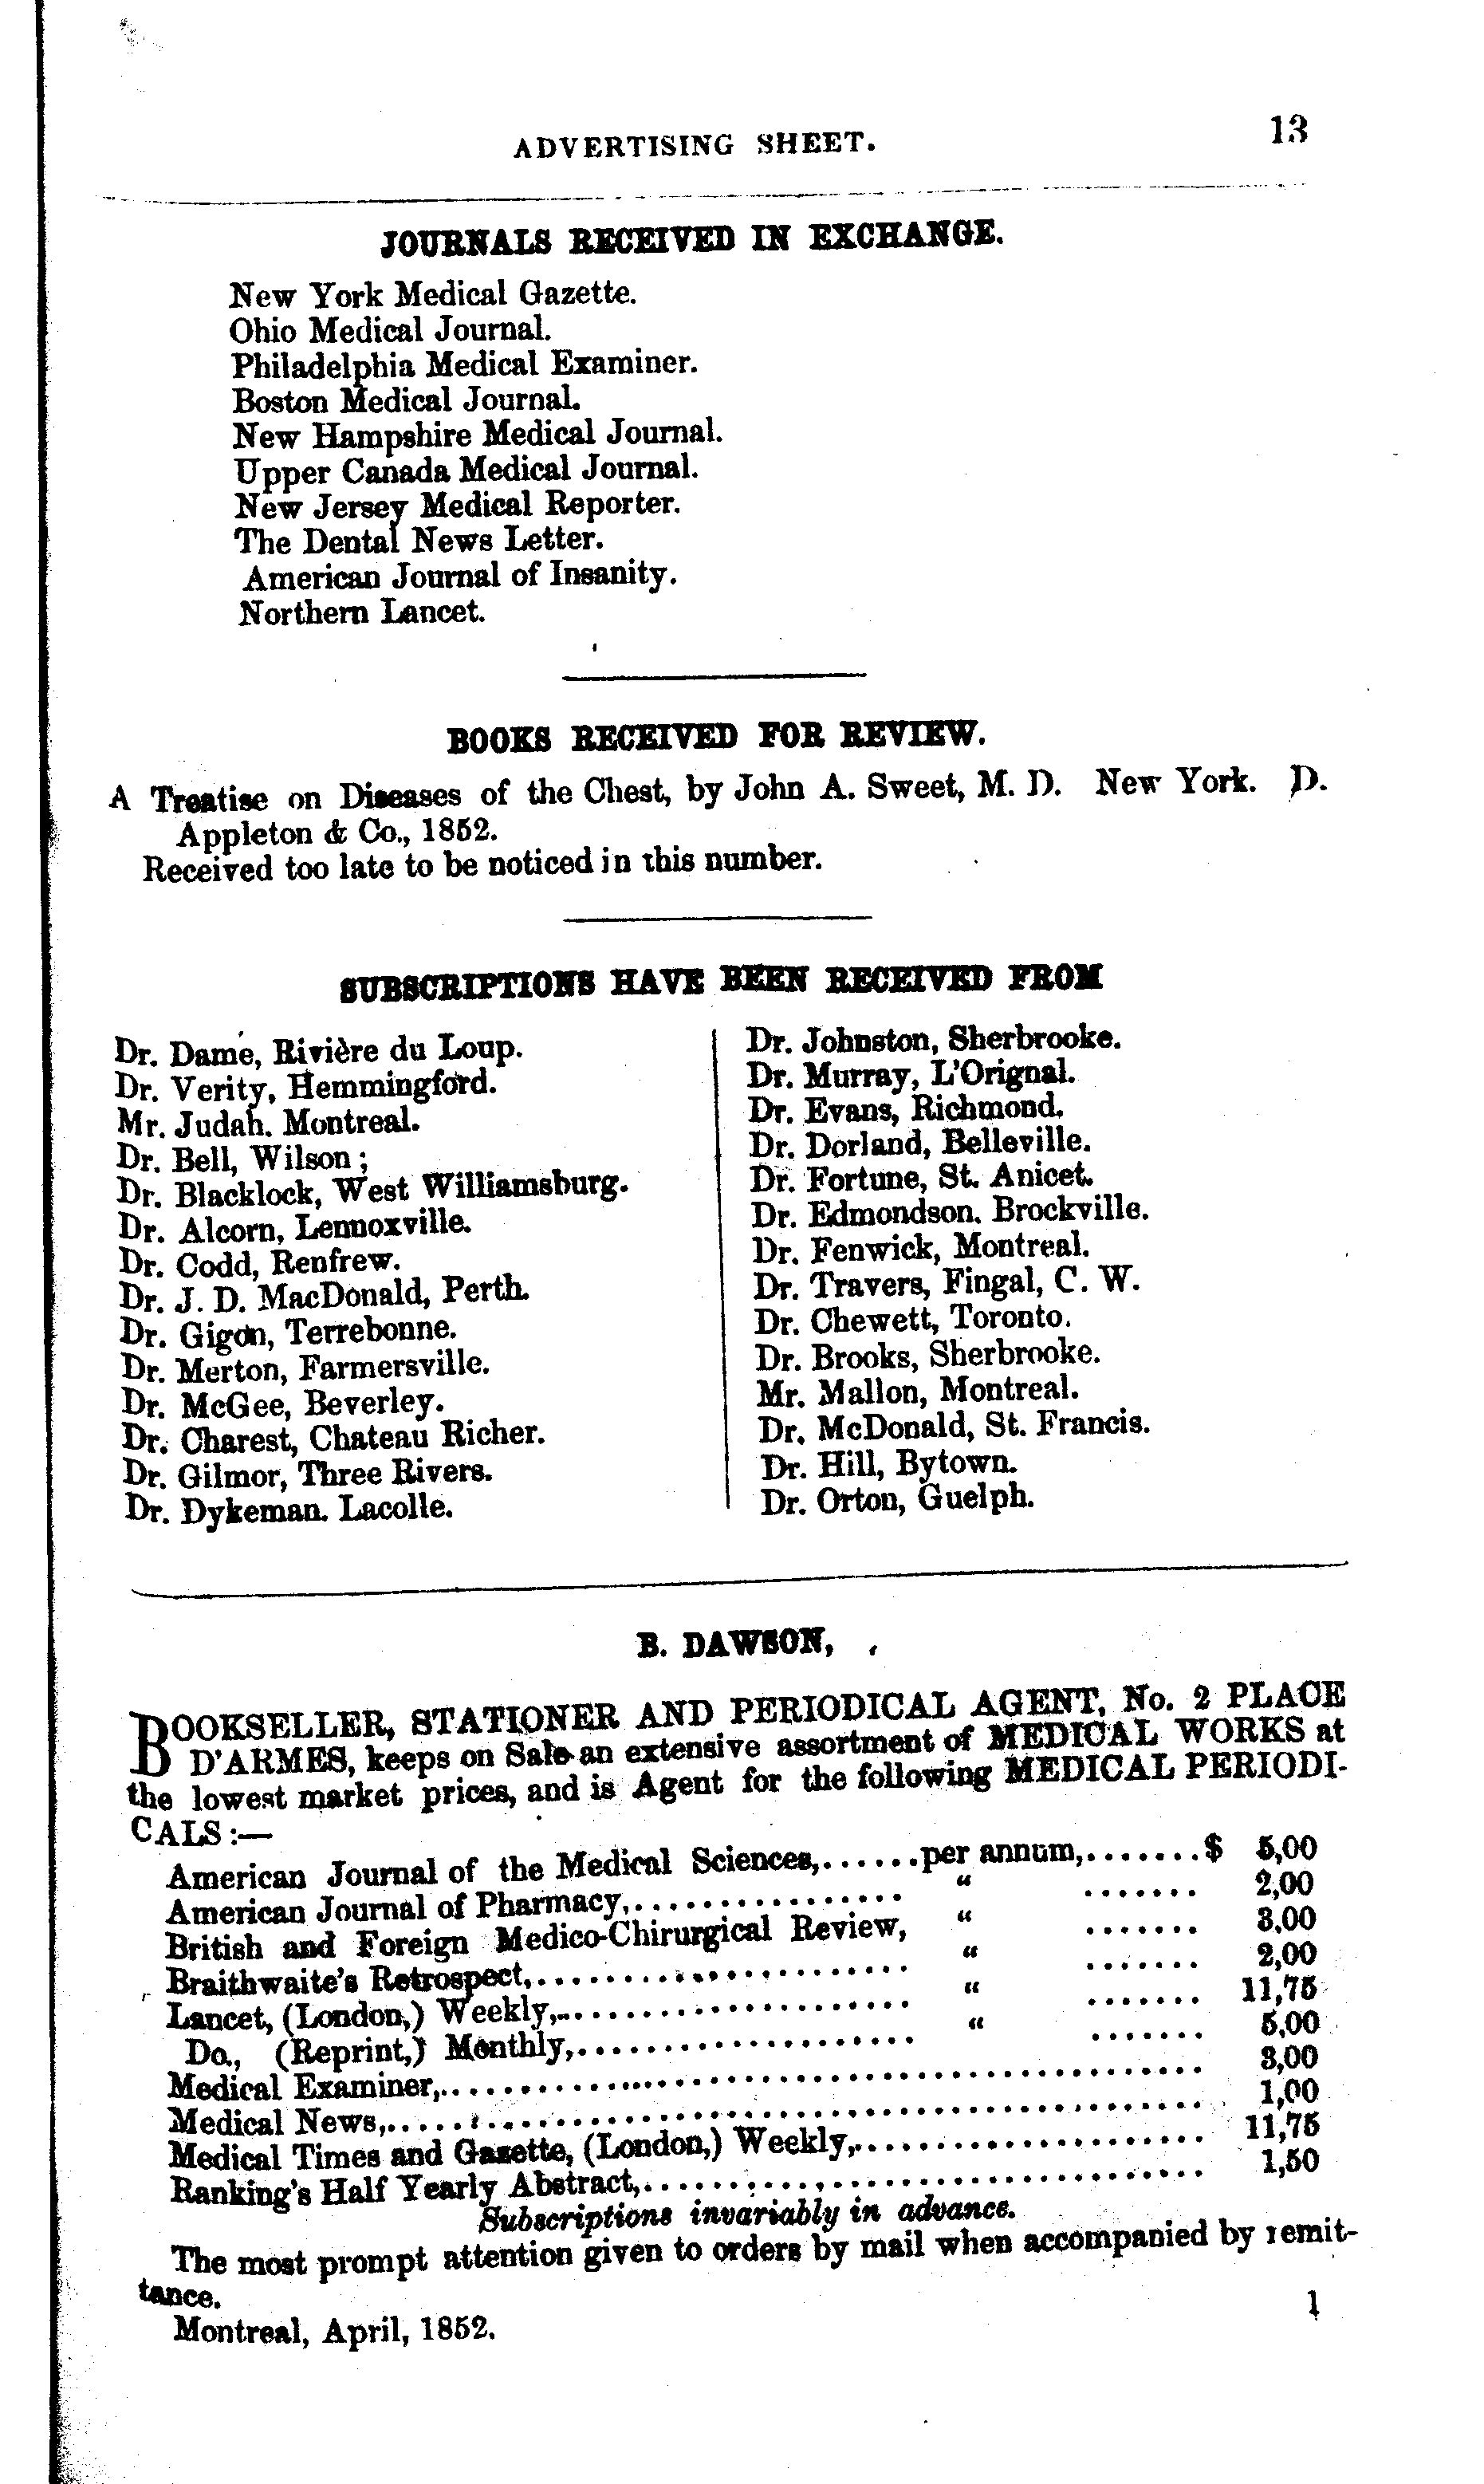 ADVERTISING SHEET. 13
JOURNALS RECEIVED IN EXCHANGE.
New York Medical Gazette.
Ohio Medical Journal.
Philadelphia Medical Examiner.
Boston Medical Journal.
New Hampshire Medical Journal.
Upper Canada Medical Journal.
New Jersey Medical Reporter.
The Dental News Letter.
American Journal of Insanity.
Northern Lancet.
BOOKS RECEIVED FOR REVIEW.
A Treatise on Diseases of the Chest, by John A. Sweet, M. D. New York. D.
Appleton & Co., 1852.
Received too late to be noticed in this number.
SUBSCRIPTIONS HAVE BEEN RECEIVED FROM
Dr. Dame, Rivière du Loup.
Dr. Verity, Hemmingford.
Mr. Judah. Montreal.
Dr. Bell, Wilson;
Dr. Blacklock, West Williamsburg.
Dr. Alcorn, Lennoxville.
Dr. Codd, Renfrew.
Dr. J. D. MacDonald, Perth.
Dr. Gigon, Terrebonne.
Dr. Merton, Farmersville.
Dr. McGee, Beverley.
Dr. Charest, Chateau Richer.
Dr. Gilmor, Three Rivers.
Dr. Dykeman. Lacolle.
Dr. Johnston, Sherbrooke.
Dr. Murray, L'Orignal.
Dr. Evans, Richmond.
Dr. Dorland, Belleville.
Dr. Fortune, St. Anicet.
Dr. Edmondson. Brockville.
Dr. Fenwick, Montreal.
Dr. Travers, Fingal, C. W.
Dr. Chewett, Toronto.
Dr. Brooks, Sherbrooke.
Mr. Mallon, Montreal.
Dr. McDonald, St. Francis.
Dr. Hill, Bytown.
Dr. Orton, Guelph.
B. DAWSON,
BOOKSELLER, STATIONER AND PERIODICAL AGENT, No. 2 PLACE
D'ARMES, keeps on Sale an extensive assortment of MEDICAL WORKS at
the lowest market prices, and is Agent for the following MEDICAL PERIODI-
CALS:—
American Journal of the Medical Sciences,......per annum,.......$ 5,00
American Journal of Pharmacy,................. “ ....... 2,00
British and Foreign Medico-Chirurgical Review, “ ....... 3,00
Braithwaite's Retrospect,....................... “ ....... 2,00
Lancet, (London,) Weekly,...................... “ ....... 11,75
Do., (Reprint,) Monthly,.................... “ ....... 5,00
Medical Examiner,............................................... 3,00
Medical News,.................................................. 1,00
Medical Times and Gazette, (London,) Weekly,..................... 11,75
Ranking's Half Yearly Abstract,.................................. 1,50
Subscriptions invariably in advance.
The most prompt attention given to orders by mail when accompanied by remit-
tance.
Montreal, April, 1852. 1